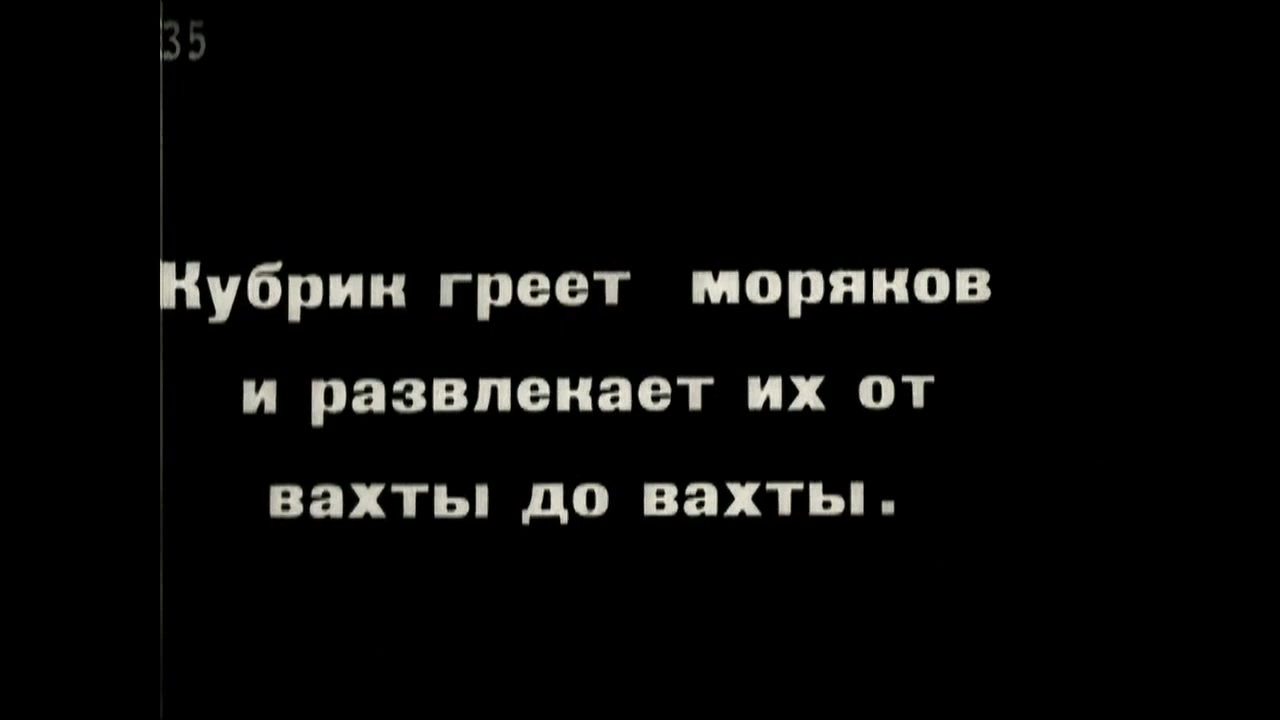 35
Кубрик греет моряков
и развлекает их от
вахты до вахты.